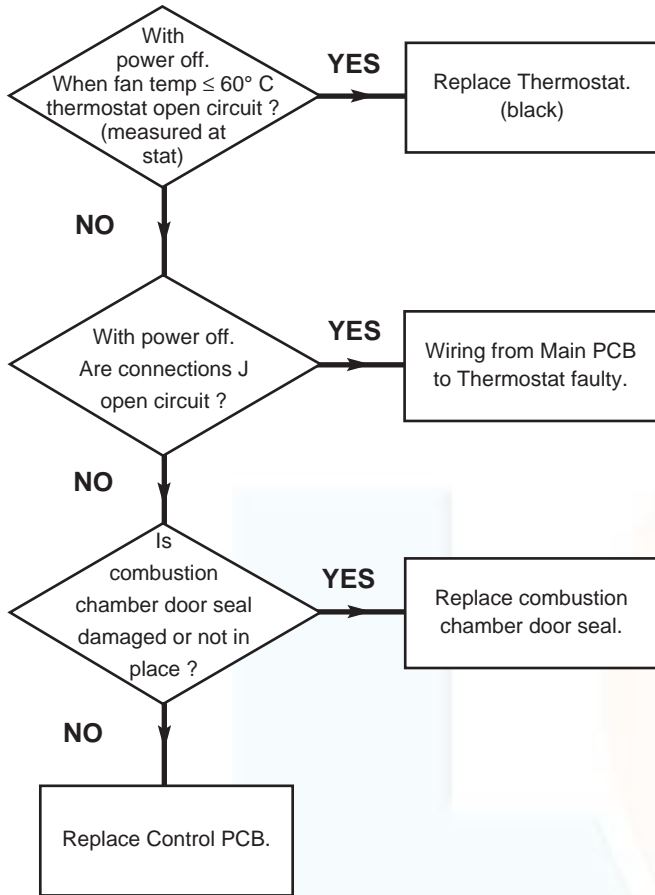 With
power off.
When fan temp ≤ 60° C
thermostat open circuit ?
(measured at
stat)
YES
Replace Thermostat.
(black)
NO
With power off.
Are connections J
open circuit ?
YES
Wiring from Main PCB
to Thermostat faulty.
NO
Is
combustion
chamber door seal
damaged or not in
place ?
YES
Replace combustion
chamber door seal.
NO
Replace Control PCB.